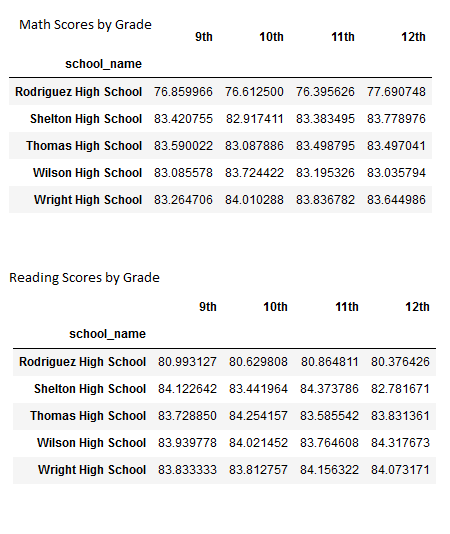 Math Scores by Grade
9th 10th 11th 12th
school_name
Rodriguez High School 76.859966 76.612500 76.395626 77.690748
Shelton High School 83.420755 82.917411 83.383495 83.778976
Thomas High School 83.590022 83.087886 83.498795 83.497041
Wilson High School 83.085578 83.724422 83.195326 83.035794
Wright High School 83.264706 84.010288 83.836782 83.644986
Reading Scores by Grade
9th 10th 11th 12th
school_name
Rodriguez High School 80.993127 80.629808 80.864811 80.376426
Shelton High School 84.122642 83.441964 84.373786 82.781671
Thomas High School 83.728850 84.254157 83.585542 83.831361
Wilson High School 83.939778 84.021452 83.764608 84.317673
Wright High School 83.833333 83.812757 84.156322 84.073171